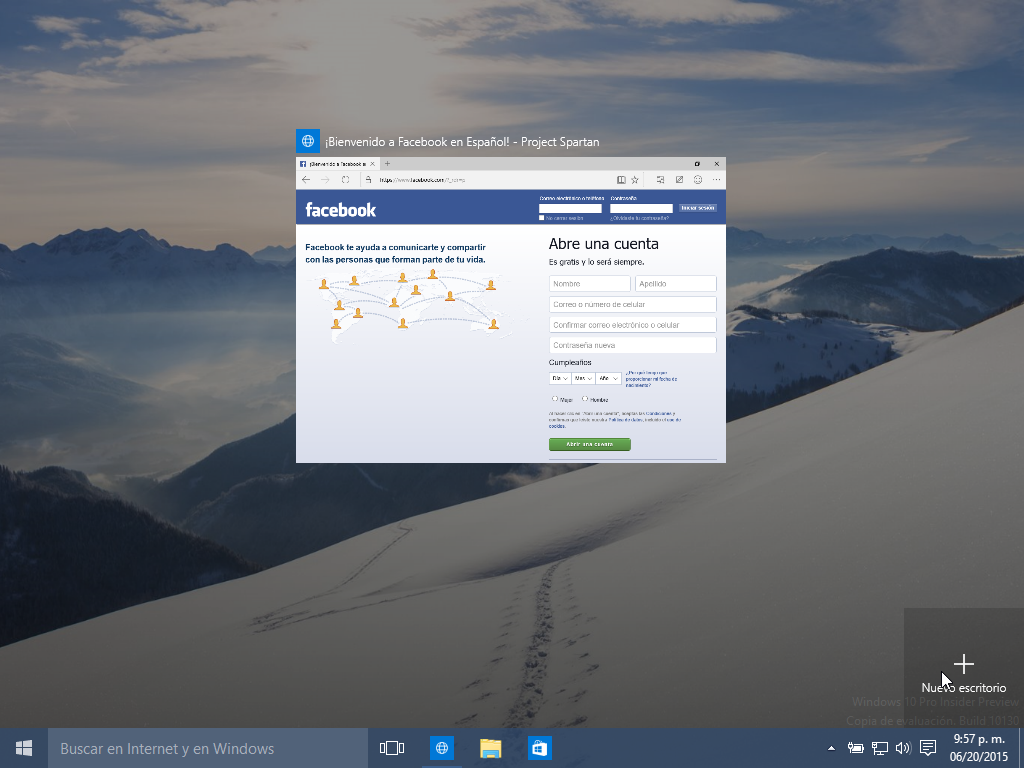 ¡Bienvenido a Facebook en Español! - Project Spartan
¡Bienvenido a Facebook e
https://www.facebook.com/?_rdr=p
Correo electrónico o teléfono Contraseña
facebook
Iniciar sesión
No cerrar sesión ¿Olvidaste tu contraseña?
Facebook te ayuda a comunicarte y compartir
con las personas que forman parte de tu vida.
Abre una cuenta
Es gratis y lo será siempre.
Nombre Apellido
Correo o número de celular
Confirmar correo electrónico o celular
Contraseña nueva
Cumpleaños
Día Mes Año
¿Por qué tengo que
proporcionar mi fecha de
nacimiento?
Mujer Hombre
Al hacer clic en "Abrir una cuenta", aceptas las Condiciones y
confirmas que leíste nuestra Política de datos, incluido el uso de
cookies.
Abrir una cuenta
Nuevo escritorio
Windows 10 Pro Insider Preview
Copia de evaluación. Build 10130
Buscar en Internet y en Windows
9:57 p. m.
06/20/2015